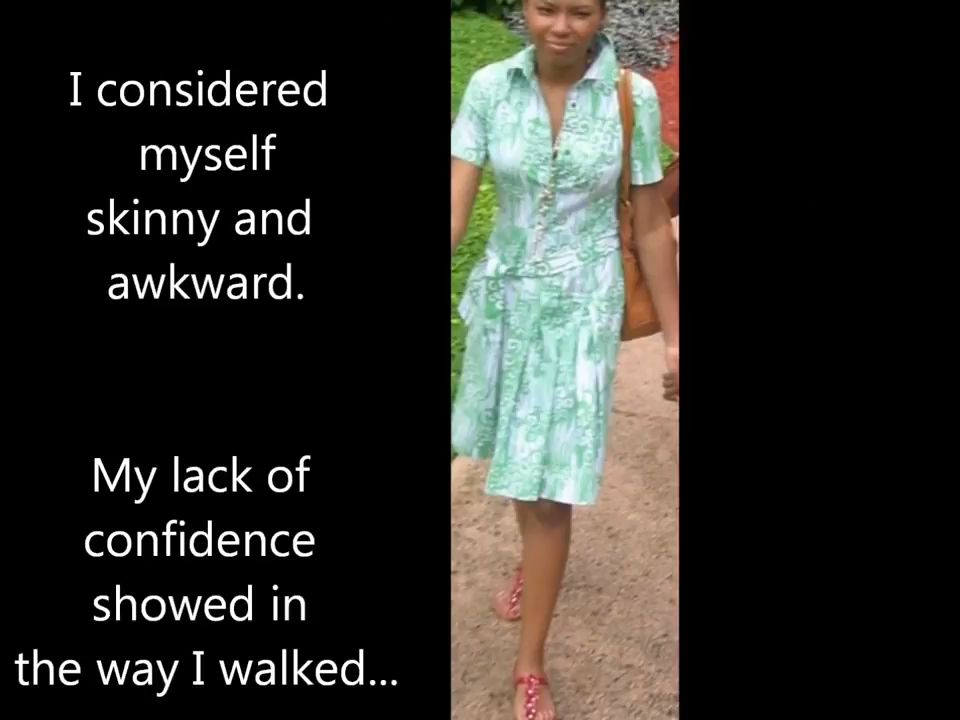 I considered
myself
skinny and
awkward.
My lack of
confidence
showed in
the way I walked...